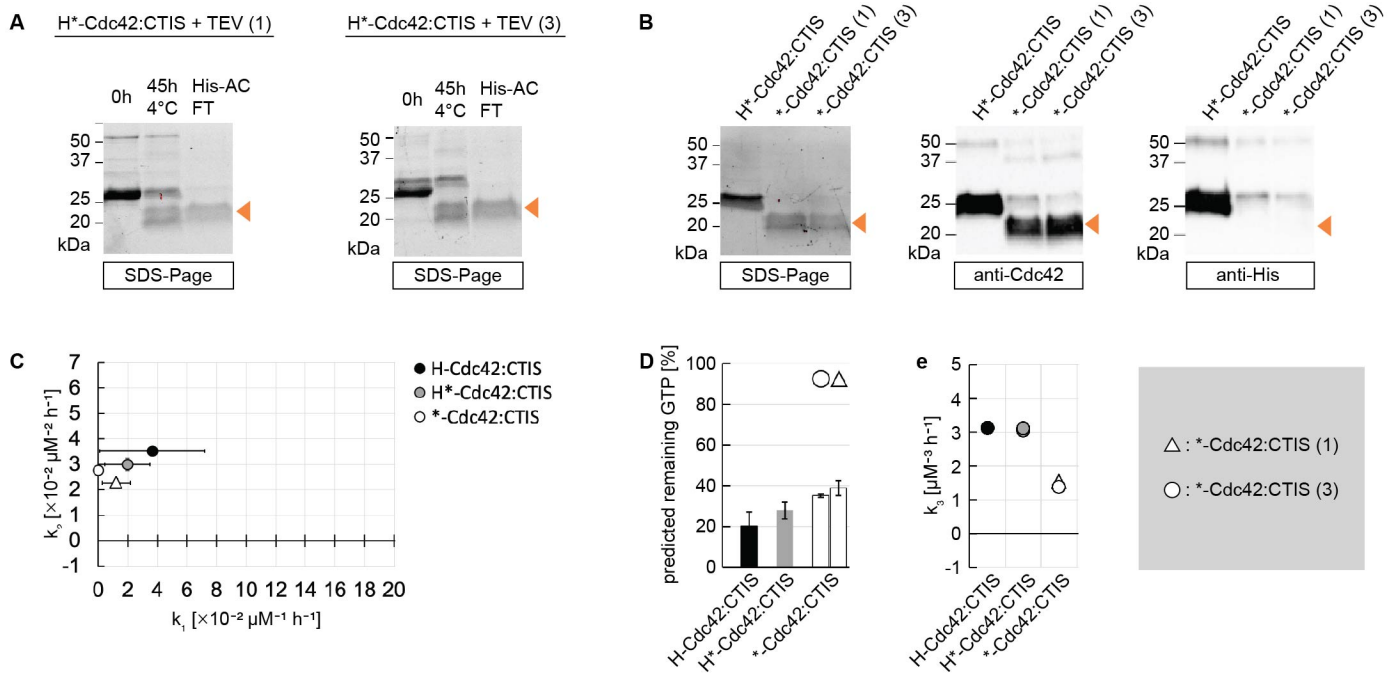 A
H*-Cdc42:CTIS + TEV (1)
H*-Cdc42:CTIS + TEV (3)
0h
45h
4°C
His-AC
FT
50
37
25
20
kDa
SDS-Page
0h
45h
4°C
His-AC
FT
50
37
25
20
kDa
SDS-Page
B
H*-Cdc42:CTIS
*-Cdc42:CTIS (1)
*-Cdc42:CTIS (3)
50
37
25
20
kDa
SDS-Page
H*-Cdc42:CTIS
*-Cdc42:CTIS (1)
*-Cdc42:CTIS (3)
50
37
25
20
kDa
anti-Cdc42
H*-Cdc42:CTIS
*-Cdc42:CTIS (1)
*-Cdc42:CTIS (3)
50
37
25
20
kDa
anti-His
C
7
6
5
4
3
2
1
0
-1
0 2 4 6 8 10 12 14 16 18 20
k₁ [×10⁻² µM⁻¹ h⁻¹]
[×10⁻² µM⁻² h⁻¹]
H-Cdc42:CTIS
H*-Cdc42:CTIS
*-Cdc42:CTIS
D
predicted remaining GTP [%]
100
80
60
40
20
0
H-Cdc42:CTIS
H*-Cdc42:CTIS
*-Cdc42:CTIS
e
k₃ [µM⁻³ h⁻¹]
5
4
3
2
1
0
-1
H-Cdc42:CTIS
H*-Cdc42:CTIS
*-Cdc42:CTIS
: *-Cdc42:CTIS (1)
: *-Cdc42:CTIS (3)